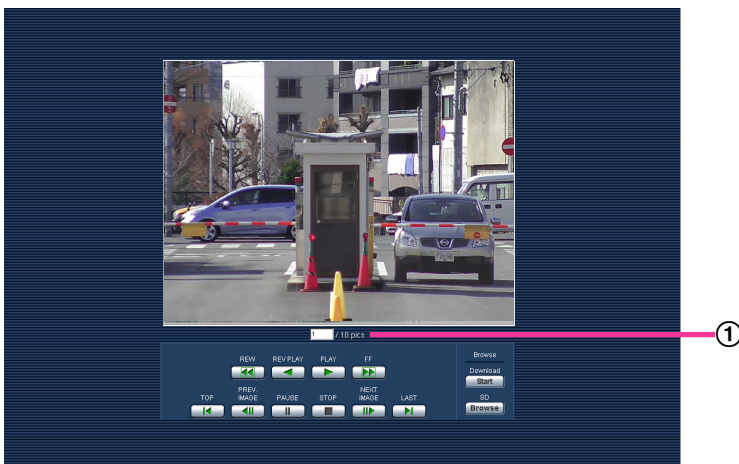 1 / 10 pics
①
REW REV PLAY PLAY FF
Browse
Download
Start
TOP PREV. IMAGE PAUSE STOP NEXT IMAGE LAST
SD
Browse